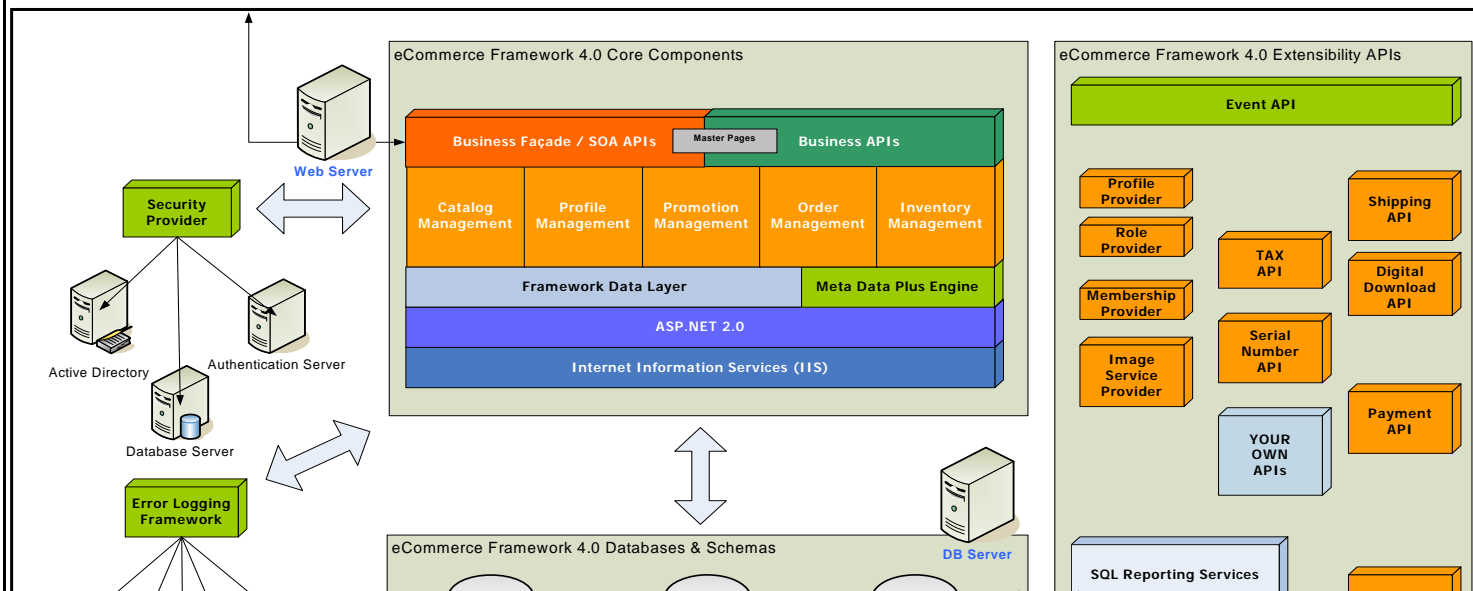 eCommerce Framework 4.0 Core Components
Business Façade / SOA APIs
Master Pages
Business APIs
Catalog
Management
Profile
Management
Promotion
Management
Order
Management
Inventory
Management
Framework Data Layer
Meta Data Plus Engine
ASP.NET 2.0
Internet Information Services (IIS)
Web Server
Security
Provider
Active Directory
Authentication Server
Database Server
Error Logging
Framework
eCommerce Framework 4.0 Databases & Schemas
DB Server
eCommerce Framework 4.0 Extensibility APIs
Event API
Profile
Provider
Role
Provider
Membership
Provider
Image
Service
Provider
TAX
API
Serial
Number
API
YOUR
OWN
APIs
Shipping
API
Digital
Download
API
Payment
API
SQL Reporting Services